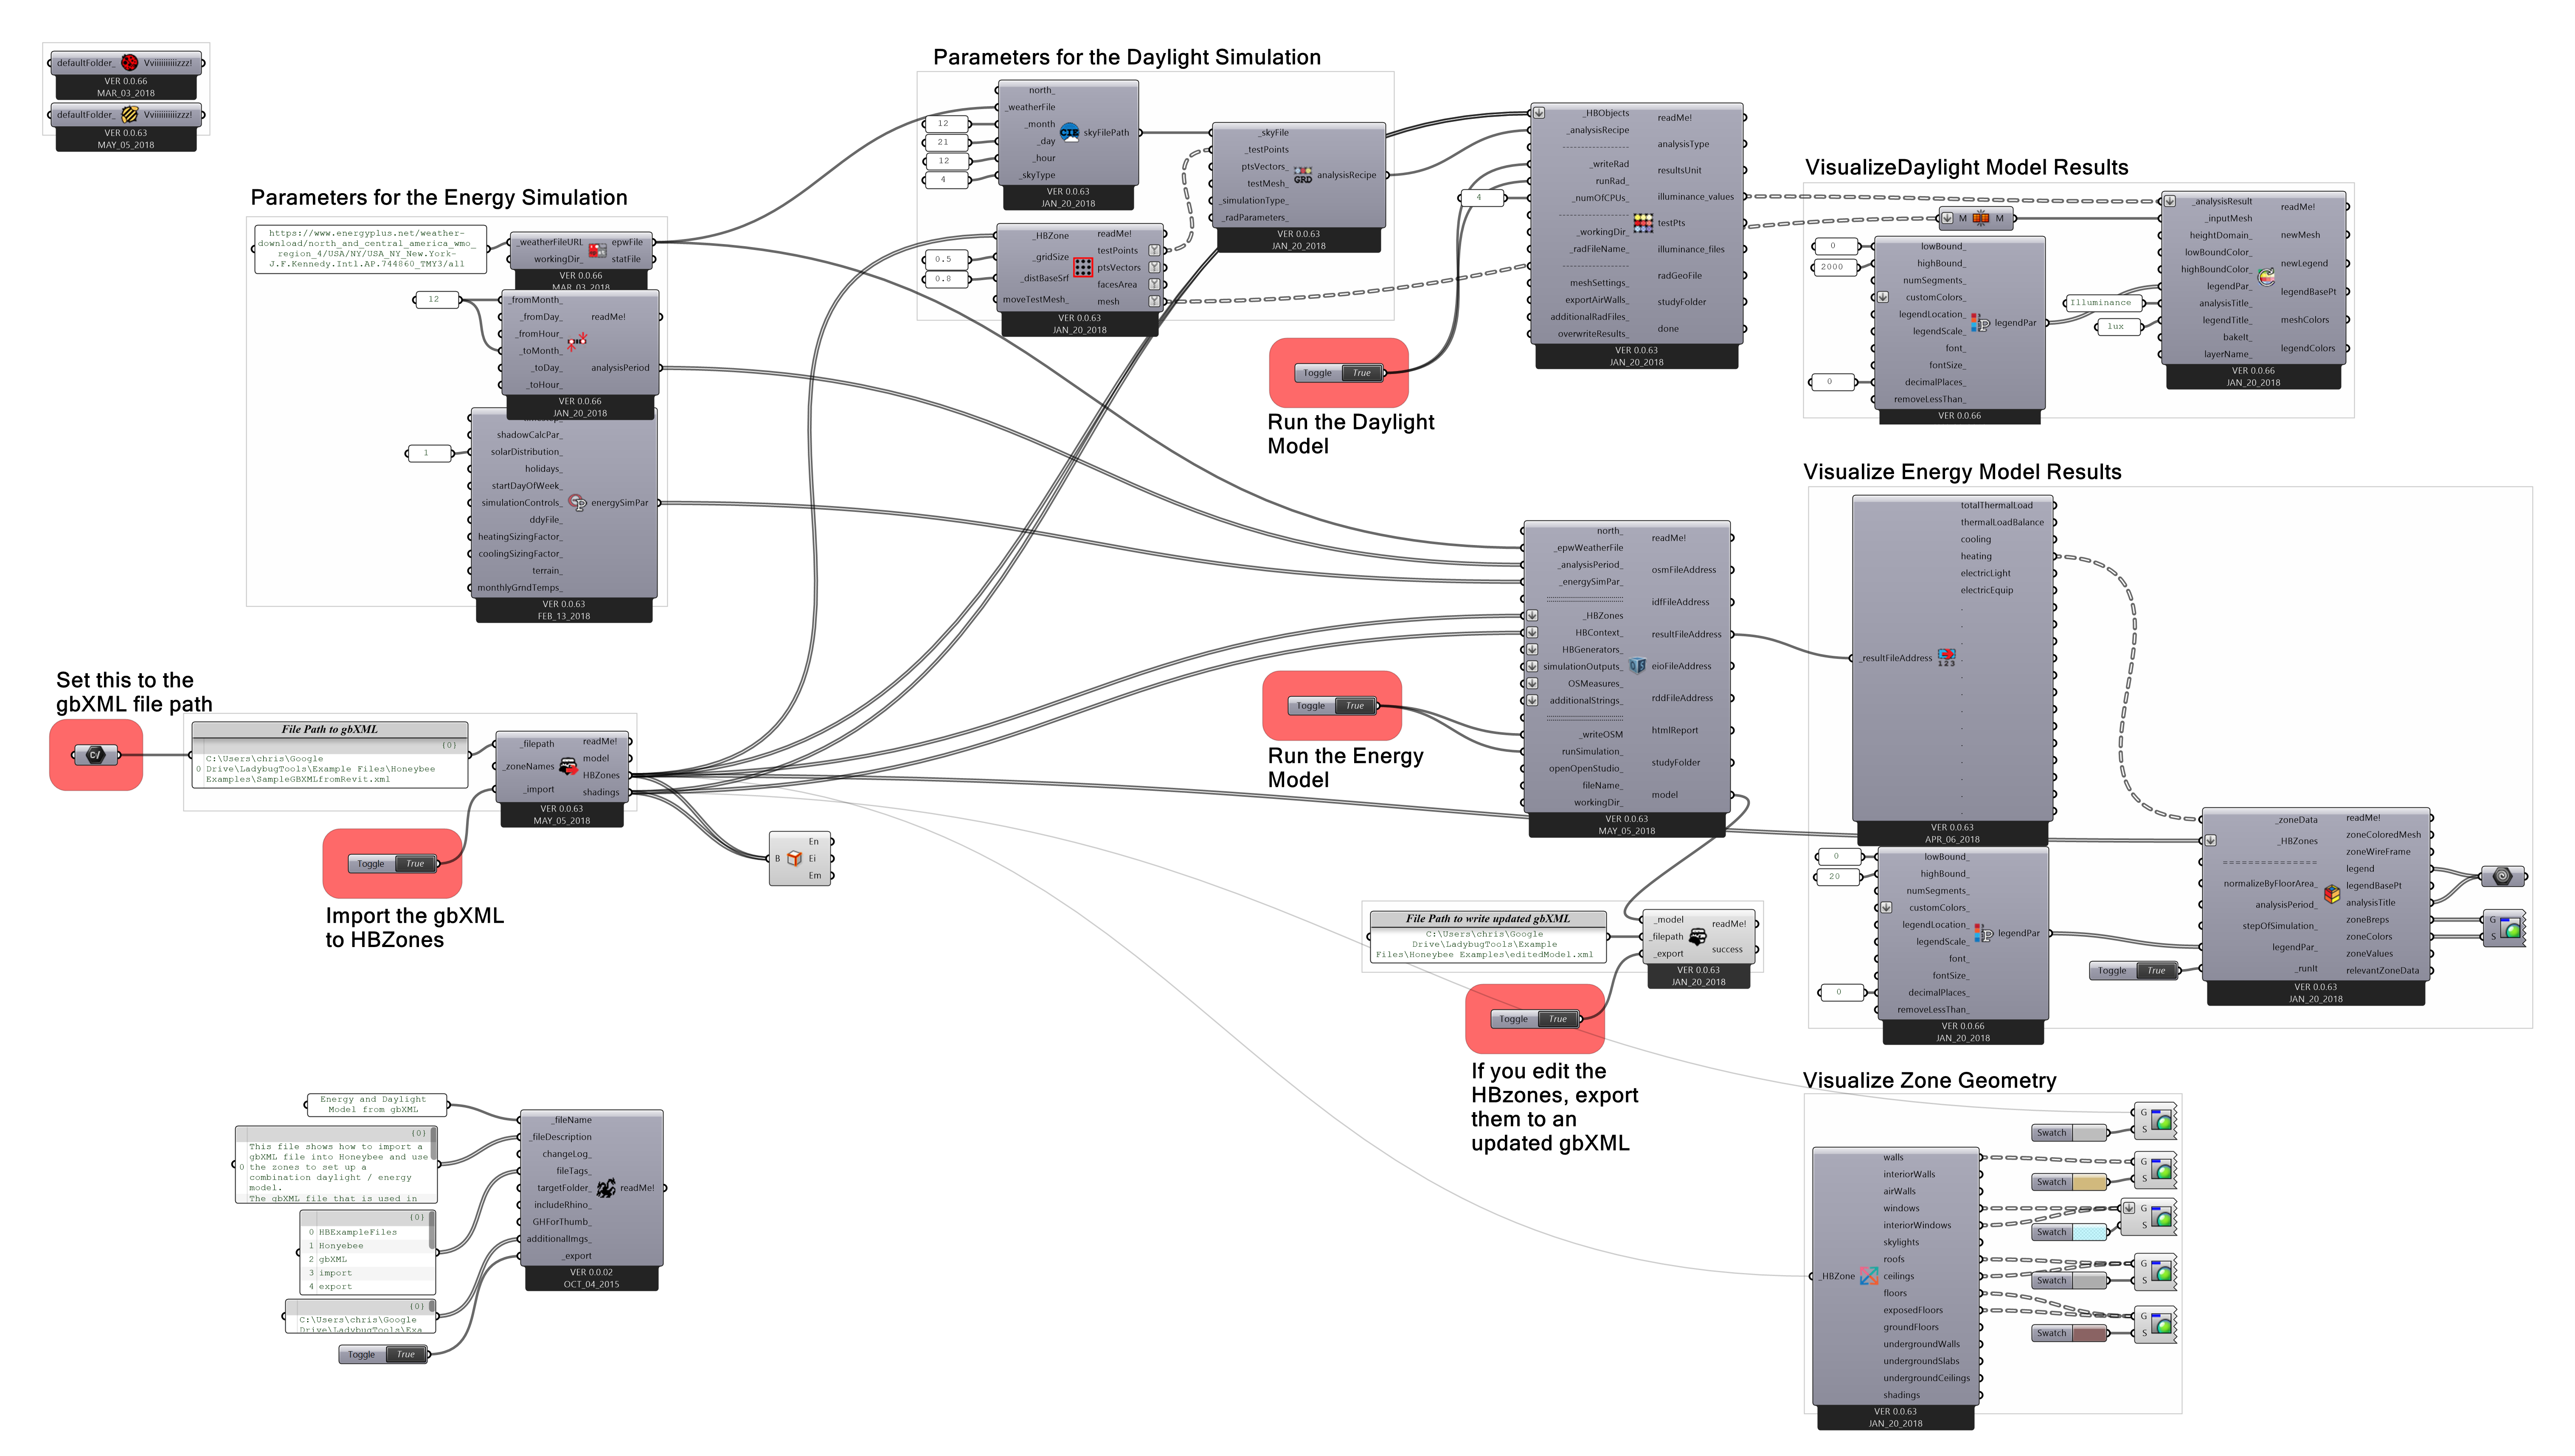 defaultFolder_ Vviiiiiiiiizzz!
VER 0.0.66
MAR_03_2018
defaultFolder_ Vviiiiiiiiizzz!
VER 0.0.63
MAY_05_2018
Parameters for the Energy Simulation
https://www.energyplus.net/weather-
download/north_and_central_america_wmo_
region_4/USA/NY/USA_NY_New.York-
J.F.Kennedy.Intl.AP.744860_TMY3/all
_weatherFileURL epwFile
workingDir_ statFile
VER 0.0.66
MAR_03_2018
12
_fromMonth_
_fromDay_ readMe!
_fromHour_
_toMonth_
_toDay_ analysisPeriod
_toHour_
VER 0.0.66
JAN_20_2018
1
shadowCalcPar_
solarDistribution_
holidays_
startDayOfWeek_
simulationControls_ energySimPar
ddyFile_
heatingSizingFactor_
coolingSizingFactor_
terrain_
monthlyGrndTemps_
VER 0.0.63
FEB_13_2018
Parameters for the Daylight Simulation
12
21
12
4
north_
_weatherFile
_month
_day
_hour
_skyType
CIE
skyFilePath
VER 0.0.63
JAN_20_2018
0.5
0.8
_HBZone
_gridSize
_distBaseSrf
moveTestMesh_
readMe!
testPoints
ptsVectors
facesArea
mesh
VER 0.0.63
JAN_20_2018
_skyFile
_testPoints
ptsVectors_
testMesh_
_simulationType_
_radParameters_
GRD
analysisRecipe
VER 0.0.63
JAN_20_2018
Toggle True
Run the Daylight
Model
4
_HBObjects
_analysisRecipe
_writeRad
runRad_
_numOfCPUs_
_workingDir_
_radFileName_
meshSettings_
exportAirWalls_
additionalRadFiles_
overwriteResults_
readMe!
analysisType
resultsUnit
illuminance_values
testPts
illuminance_files
radGeoFile
studyFolder
done
VER 0.0.63
JAN_20_2018
VisualizeDaylight Model Results
M M
0
2000
0
lowBound_
highBound_
numSegments_
customColors_
legendLocation_
legendScale_
font_
fontSize_
decimalPlaces_
removeLessThan_
legendPar
VER 0.0.66
Illuminance
lux
_analysisResult
_inputMesh
heightDomain_
lowBoundColor_
highBoundColor_
legendPar_
analysisTitle_
legendTitle_
bakeIt_
layerName_
readMe!
newMesh
newLegend
legendBasePt
meshColors
legendColors
VER 0.0.66
JAN_20_2018
Set this to the
gbXML file path
C/
File Path to gbXML
{0}
0 C:\Users\chris\Google
Drive\LadybugTools\Example Files\Honeybee
Examples\SampleGBXMLfromRevit.xml
_filepath
_zoneNames
_import
readMe!
model
HBZones
shadings
VER 0.0.63
MAY_05_2018
Toggle True
Import the gbXML
to HBZones
B
En
Ei
Em
Toggle True
Run the Energy
Model
north_
_epwWeatherFile
_analysisPeriod_
_energySimPar_
_HBZones
HBContext_
HBGenerators_
simulationOutputs_
OSMeasures_
additionalStrings_
_writeOSM
runSimulation_
openOpenStudio_
fileName_
workingDir_
readMe!
osmFileAddress
idfFileAddress
resultFileAddress
eioFileAddress
rddFileAddress
htmlReport
studyFolder
model
VER 0.0.63
MAY_05_2018
Visualize Energy Model Results
_resultFileAddress
123
totalThermalLoad
thermalLoadBalance
cooling
heating
electricLight
electricEquip
VER 0.0.63
APR_06_2018
0
20
0
lowBound_
highBound_
numSegments_
customColors_
legendLocation_
legendScale_
font_
fontSize_
decimalPlaces_
removeLessThan_
legendPar
VER 0.0.66
JAN_20_2018
Toggle True
_zoneData
_HBZones
===============
normalizeByFloorArea_
analysisPeriod_
stepOfSimulation_
legendPar_
_runIt
readMe!
zoneColoredMesh
zoneWireFrame
legend
legendBasePt
analysisTitle
zoneBreps
zoneColors
zoneValues
relevantZoneData
VER 0.0.63
JAN_20_2018
G
S
File Path to write updated gbXML
C:\Users\chris\Google
Drive\LadybugTools\Example
Files\Honeybee Examples\editedModel.xml
_model
_filepath
_export
readMe!
success
VER 0.0.63
JAN_20_2018
Toggle True
If you edit the
HBzones, export
them to an
updated gbXML
Energy and Daylight
Model from gbXML
{0}
0 This file shows how to import a
gbXML file into Honeybee and use
the zones to set up a
combination daylight / energy
model.
The gbXML file that is used in
{0}
0 HBExampleFiles
1 Honyebee
2 gbXML
3 import
4 export
{0}
C:\Users\chris\Google
Drive\LadybugTools\Exa
Toggle True
_fileName
_fileDescription
changeLog_
fileTags_
targetFolder_ readMe!
includeRhino_
GHForThumb_
additionalImgs_
_export
VER 0.0.02
OCT_04_2015
Visualize Zone Geometry
_HBZone
walls
interiorWalls
airWalls
windows
interiorWindows
skylights
roofs
ceilings
floors
exposedFloors
groundFloors
undergroundWalls
undergroundSlabs
undergroundCeilings
shadings
VER 0.0.63
JAN_20_2018
Swatch
G
S
Swatch
G
S
Swatch
G
S
Swatch
G
S
Swatch
G
S